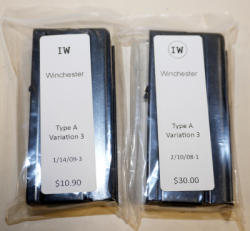 IW
Winchester
Type A
Variation 3
1/14/09-3
$10.90
IW
Winchester
Type A
Variation 3
2/10/08-1
$30.00